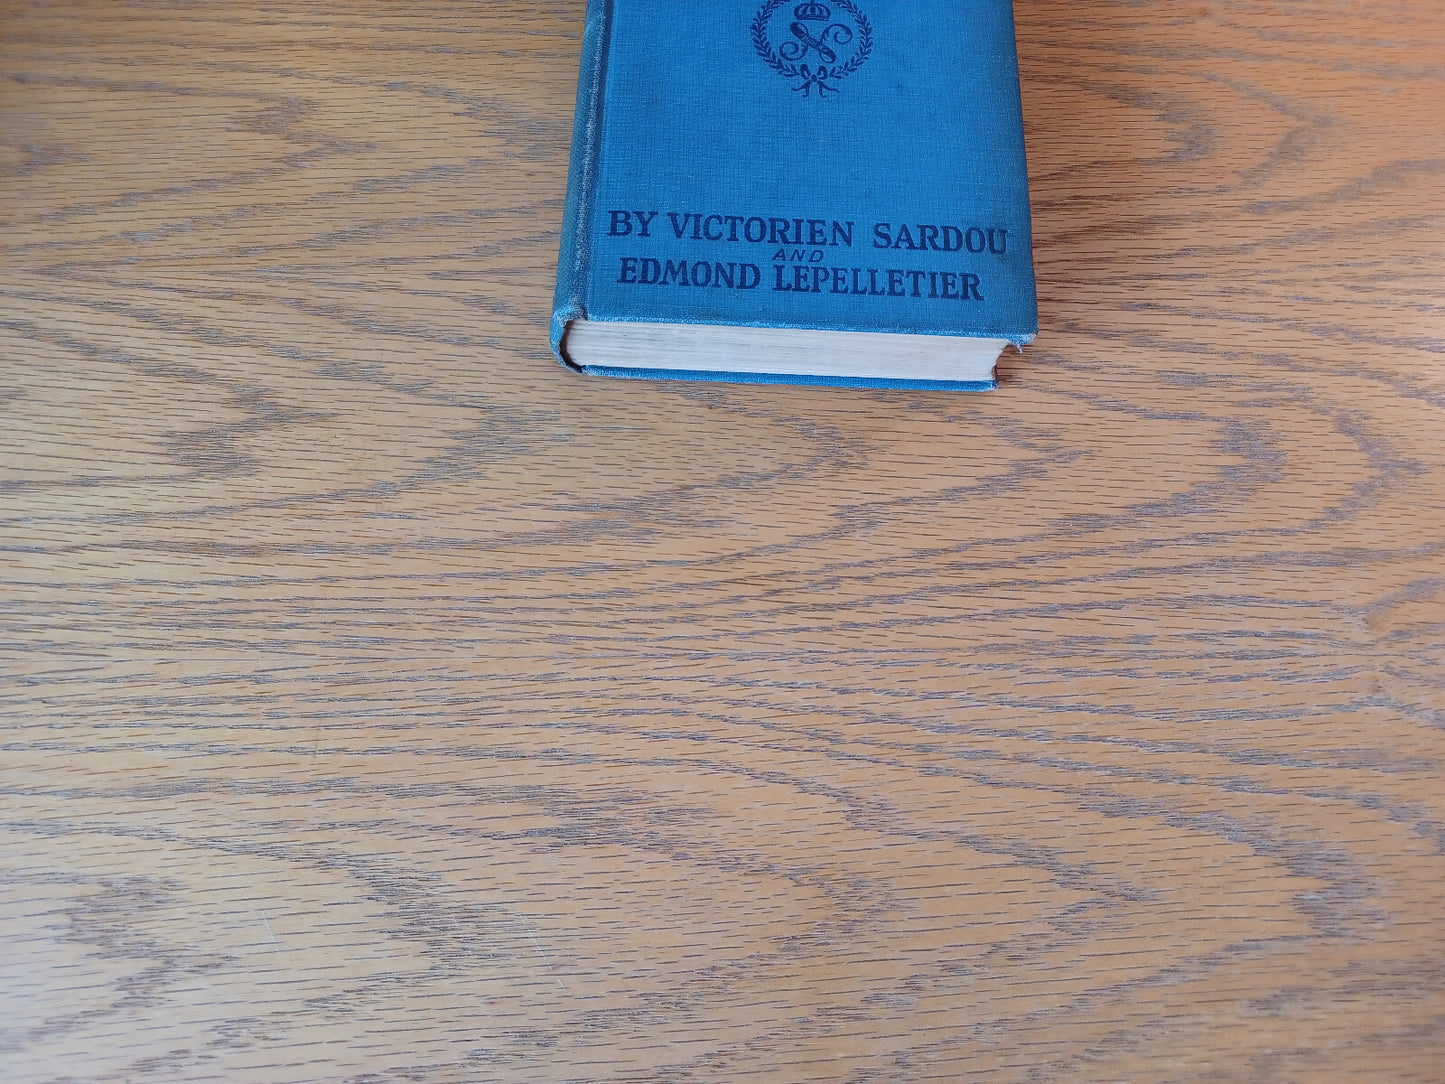 BY VICTORIEN SARDOU
AND
EDMOND LEPELLETIER